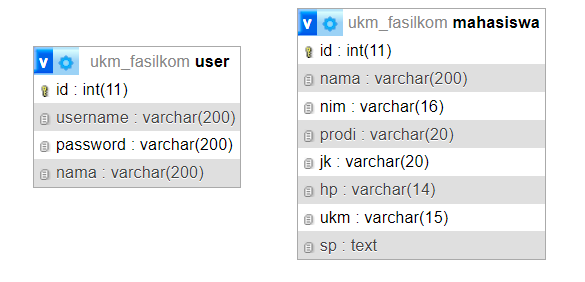 v ukm_fasilkom user
id : int(11)
username : varchar(200)
password : varchar(200)
nama : varchar(200)
v ukm_fasilkom mahasiswa
id : int(11)
nama : varchar(200)
nim : varchar(16)
prodi : varchar(20)
jk : varchar(20)
hp : varchar(14)
ukm : varchar(15)
sp : text